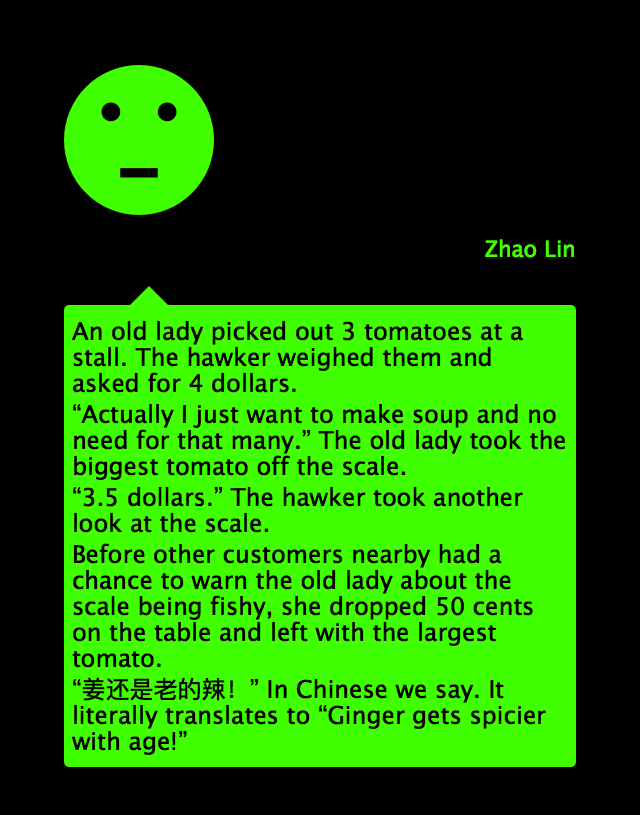 Zhao Lin
An old lady picked out 3 tomatoes at a
stall. The hawker weighed them and
asked for 4 dollars.
“Actually I just want to make soup and no
need for that many.” The old lady took the
biggest tomato off the scale.
“3.5 dollars.” The hawker took another
look at the scale.
Before other customers nearby had a
chance to warn the old lady about the
scale being fishy, she dropped 50 cents
on the table and left with the largest
tomato.
“姜还是老的辣！” In Chinese we say. It
literally translates to “Ginger gets spicier
with age!”